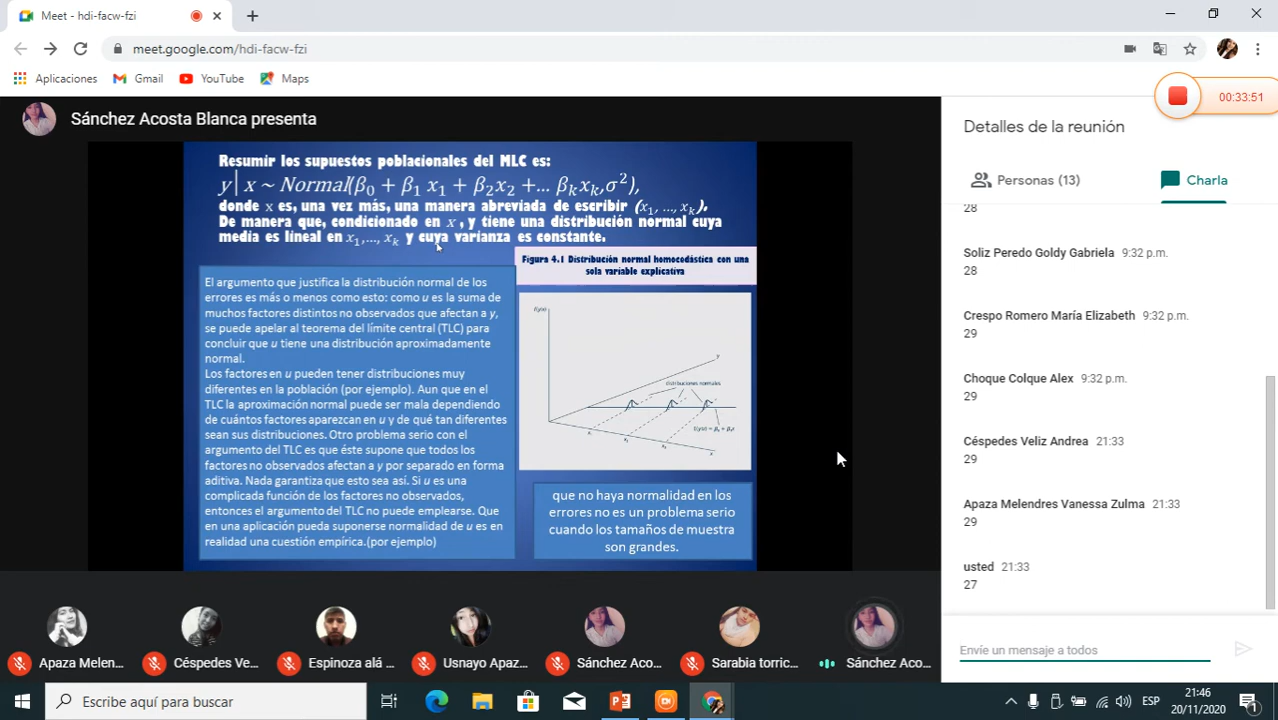 Meet - hdi-facw-fzi
meet.google.com/hdi-facw-fzi
Aplicaciones
Gmail
YouTube
Maps
00:33:51
Sánchez Acosta Blanca presenta
Resumir los supuestos poblacionales del MLC es:
y| x ~ Normal(β₀ + β₁ x₁ + β₂x₂ +... βₖxₖ,σ²),
donde x es, una vez más, una manera abreviada de escribir (x₁, ..., xₖ).
De manera que, condicionado en x , y tiene una distribución normal cuya
media es lineal en x₁,..., xₖ y cuya varianza es constante.
El argumento que justifica la distribución normal de los
errores es más o menos como esto: como u es la suma de
muchos factores distintos no observados que afectan a y,
se puede apelar al teorema del límite central (TLC) para
concluir que u tiene una distribución aproximadamente
normal.
Los factores en u pueden tener distribuciones muy
diferentes en la población (por ejemplo). Aun que en el
TLC la aproximación normal puede ser mala dependiendo
de cuántos factores aparezcan en u y de qué tan diferentes
sean sus distribuciones. Otro problema serio con el
argumento del TLC es que éste supone que todos los
factores no observados afectan a y por separado en forma
aditiva. Nada garantiza que esto sea así. Si u es una
complicada función de los factores no observados,
entonces el argumento del TLC no puede emplearse. Que
en una aplicación pueda suponerse normalidad de u es en
realidad una cuestión empírica.(por ejemplo)
Figura 4.1 Distribución normal homocedástica con una
sola variable explicativa
f(y|x)
y
distribuciones normales
E(y|x) = β₀ + β₁x
x₁
x₂
x₃
x
que no haya normalidad en los
errores no es un problema serio
cuando los tamaños de muestra
son grandes.
Detalles de la reunión
Personas (13)
Charla
28
Soliz Peredo Goldy Gabriela 9:32 p.m.
28
Crespo Romero María Elizabeth 9:32 p.m.
29
Choque Colque Alex 9:32 p.m.
29
Céspedes Veliz Andrea 21:33
29
Apaza Melendres Vanessa Zulma 21:33
29
usted 21:33
27
Envíe un mensaje a todos
Apaza Melen...
Céspedes Ve...
Espinoza alá ...
Usnayo Apaz...
Sánchez Aco...
Sarabia torric...
Sánchez Aco...
Escribe aquí para buscar
ESP
21:46
20/11/2020
1